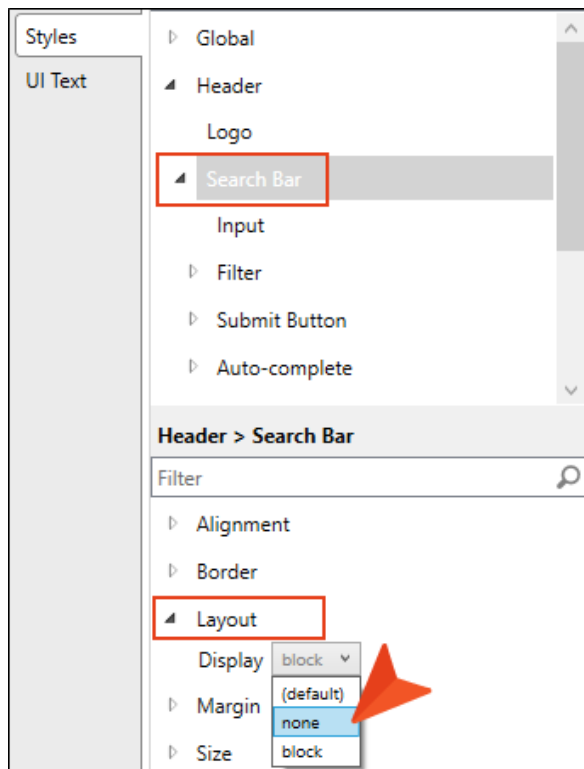 Styles
UI Text
Global
Header
Logo
Search Bar
Input
Filter
Submit Button
Auto-complete
Header > Search Bar
Filter
Alignment
Border
Layout
Display block
(default)
none
block
Margin
Size